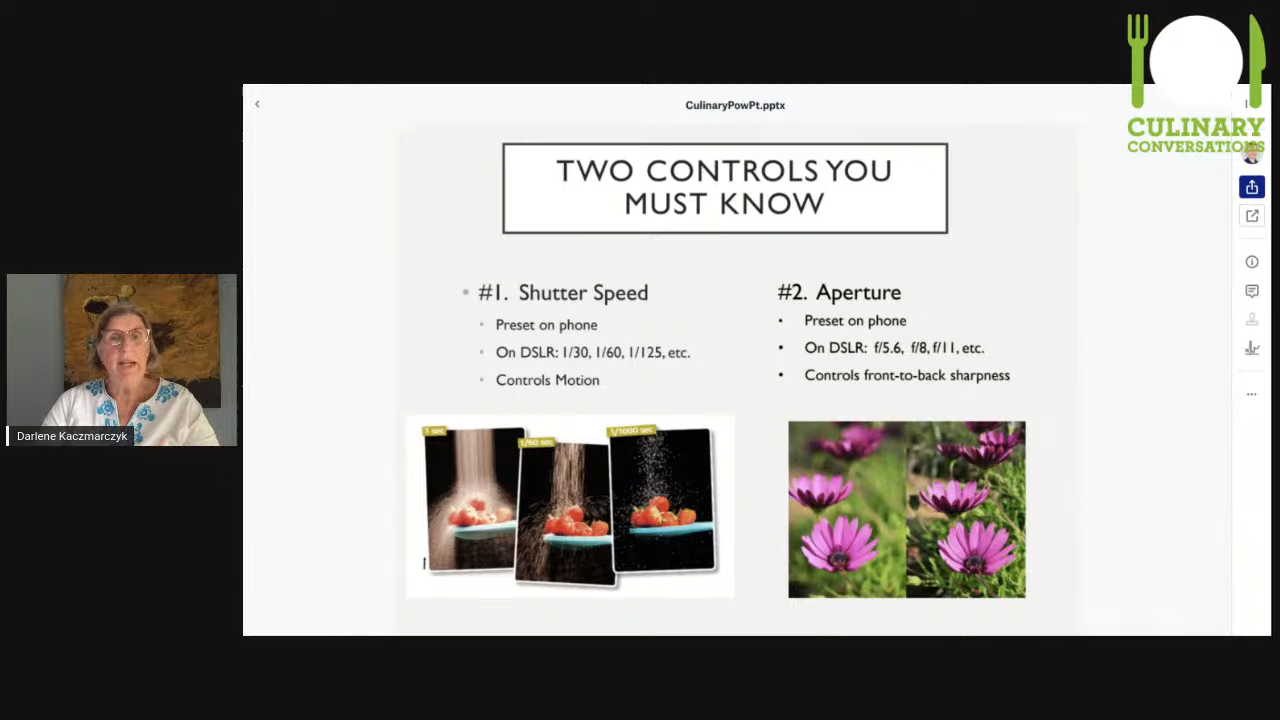 CULINARY
CONVERSATIONS
CulinaryPowPt.pptx
TWO CONTROLS YOU
MUST KNOW
#1. Shutter Speed
Preset on phone
On DSLR: 1/30, 1/60, 1/125, etc.
Controls Motion
1 sec
1/60 sec
1/1000 sec
#2. Aperture
Preset on phone
On DSLR: f/5.6, f/8, f/11, etc.
Controls front-to-back sharpness
Darlene Kaczmarczyk